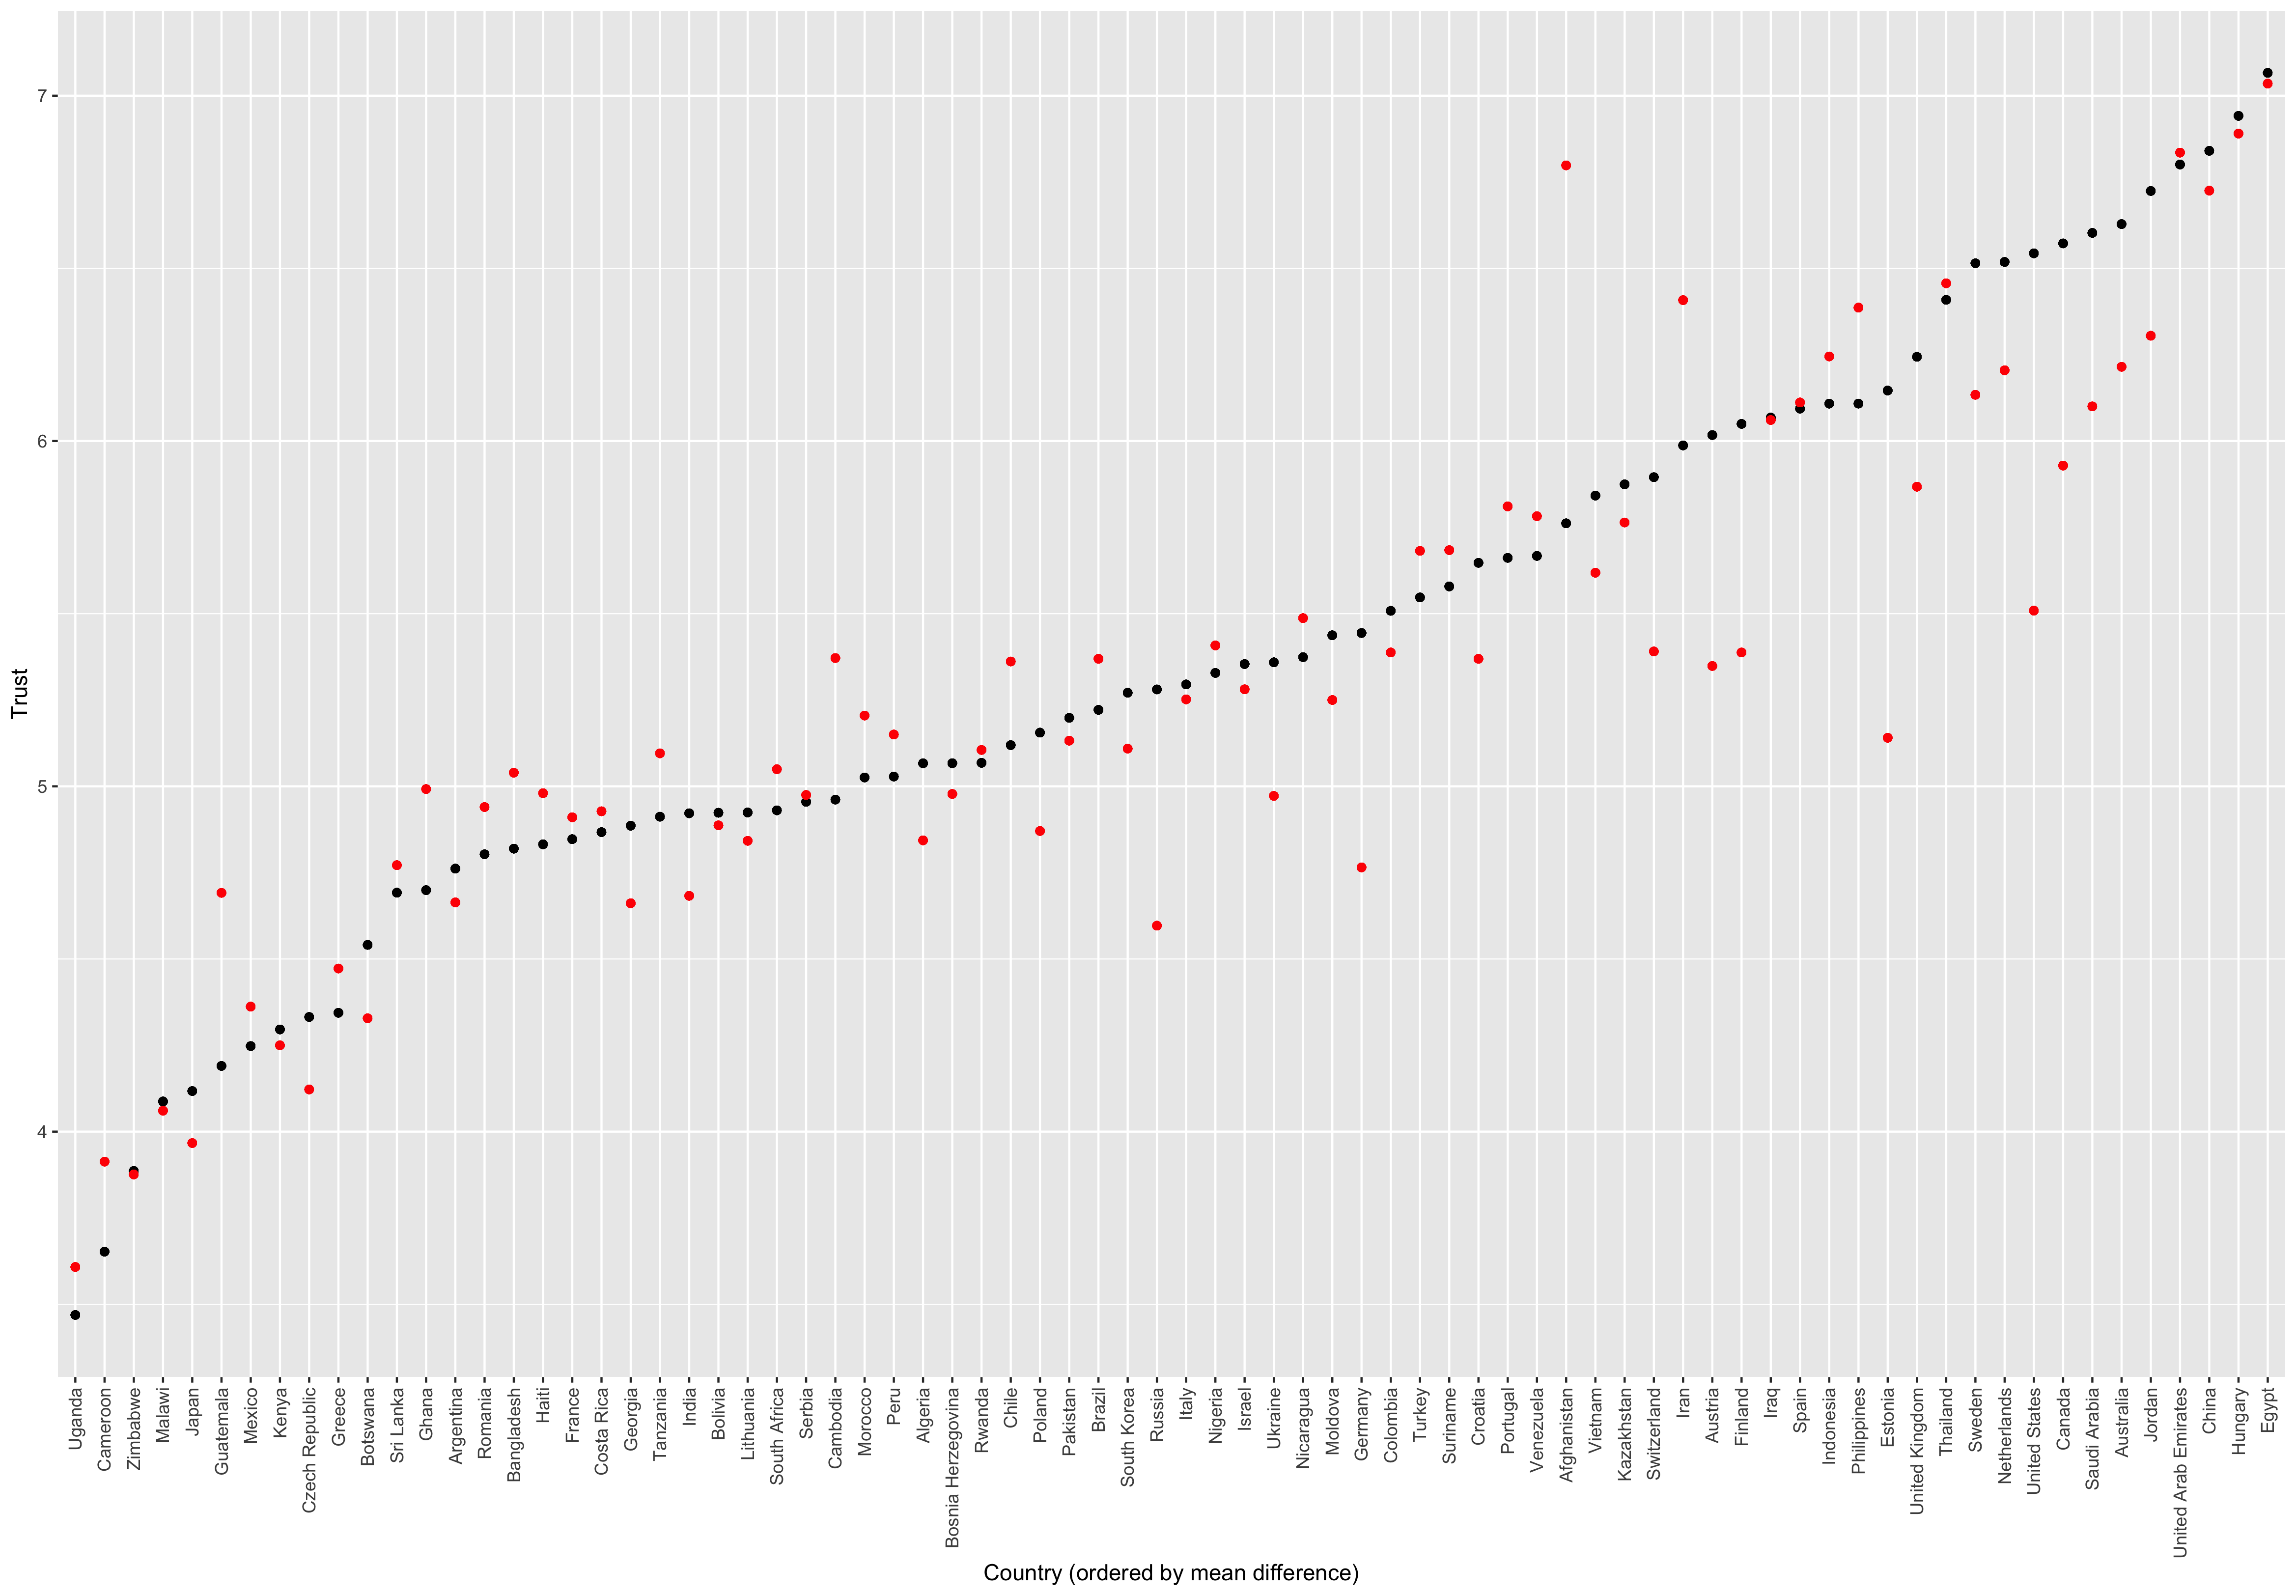 7
6
5
4
Trust
Uganda
Cameroon
Zimbabwe
Malawi
Japan
Guatemala
Mexico
Kenya
Czech Republic
Greece
Botswana
Sri Lanka
Ghana
Argentina
Romania
Bangladesh
Haiti
France
Costa Rica
Georgia
Tanzania
India
Bolivia
Lithuania
South Africa
Serbia
Cambodia
Morocco
Peru
Algeria
Bosnia Herzegovina
Rwanda
Chile
Poland
Pakistan
Brazil
South Korea
Russia
Italy
Nigeria
Israel
Ukraine
Nicaragua
Moldova
Germany
Colombia
Turkey
Suriname
Croatia
Portugal
Venezuela
Afghanistan
Vietnam
Kazakhstan
Switzerland
Iran
Austria
Finland
Iraq
Spain
Indonesia
Philippines
Estonia
United Kingdom
Thailand
Sweden
Netherlands
United States
Canada
Saudi Arabia
Australia
Jordan
United Arab Emirates
China
Hungary
Egypt
Country (ordered by mean difference)